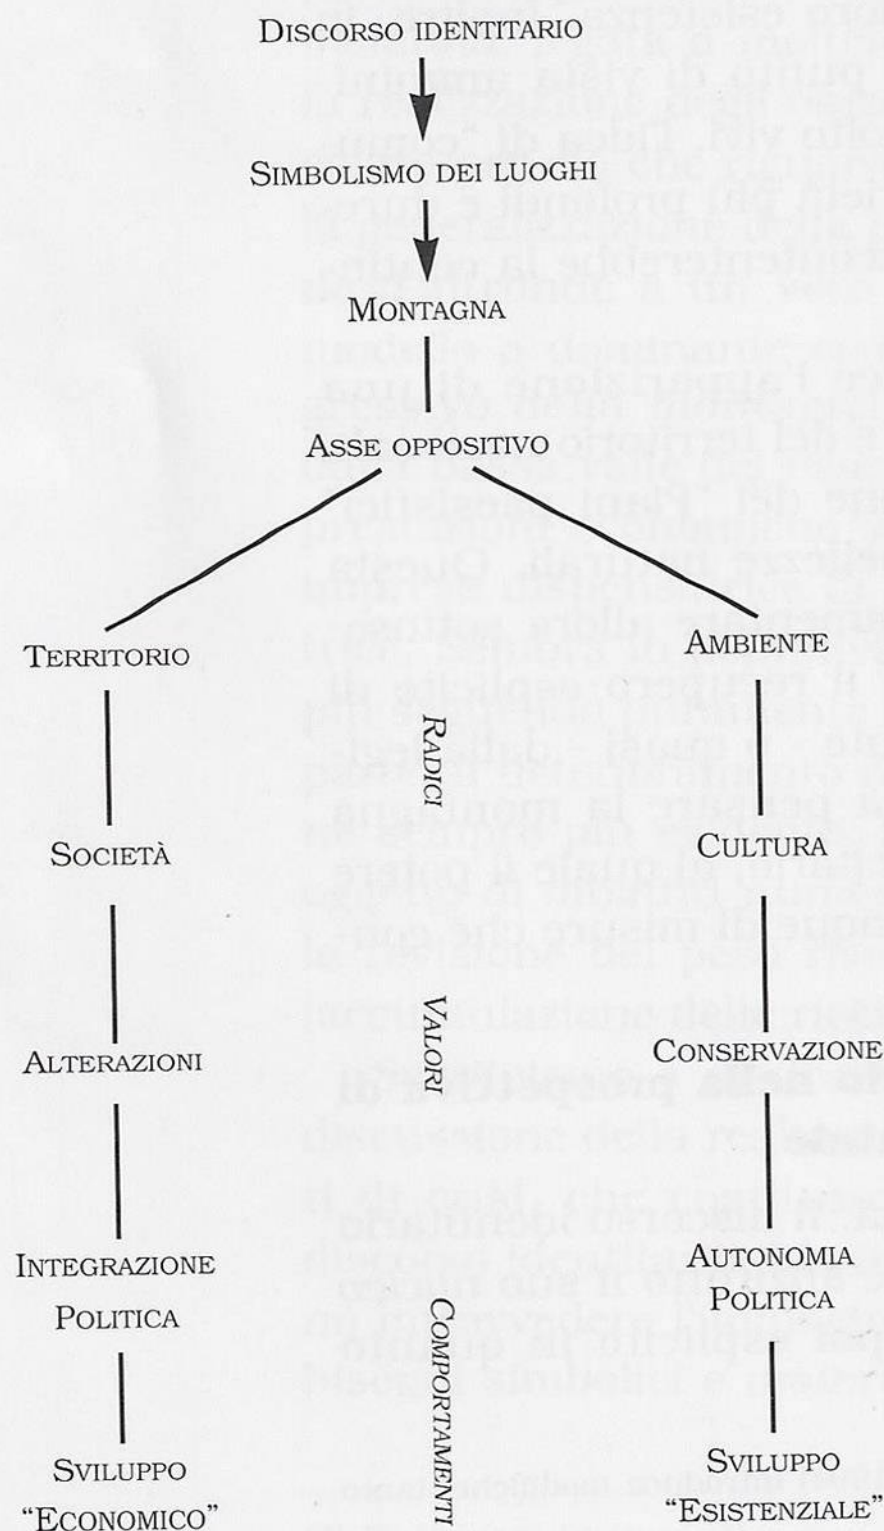 DISCORSO IDENTITARIO
SIMBOLISMO DEI LUOGHI
MONTAGNA
ASSE OPPOSITIVO
TERRITORIO
AMBIENTE
RADICI
SOCIETÀ
CULTURA
VALORI
ALTERAZIONI
CONSERVAZIONE
INTEGRAZIONE
POLITICA
AUTONOMIA
POLITICA
COMPORTAMENTI
SVILUPPO
“ECONOMICO”
SVILUPPO
“ESISTENZIALE”